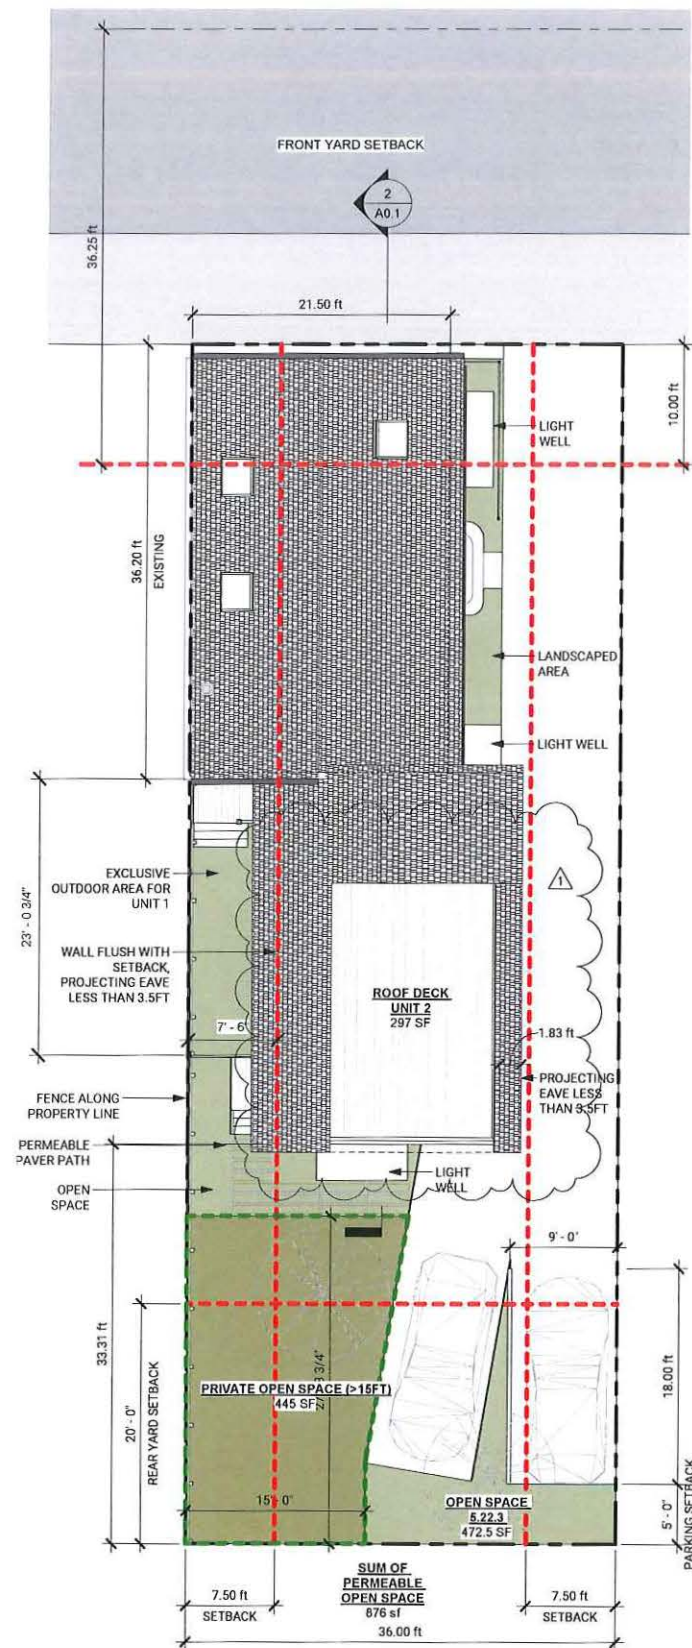 FRONT YARD SETBACK
2
A0.1
36.25 ft
21.50 ft
10.00 ft
LIGHT
WELL
36.20 ft
EXISTING
LANDSCAPED
AREA
LIGHT WELL
EXCLUSIVE
OUTDOOR AREA FOR
UNIT 1
1
23' - 0 3/4"
WALL FLUSH WITH
SETBACK,
PROJECTING EAVE
LESS THAN 3.5FT
ROOF DECK
UNIT 2
297 SF
7' - 6"
1.83 ft
PROJECTING
EAVE LESS
THAN 3.5FT
FENCE ALONG
PROPERTY LINE
PERMEABLE
PAVER PATH
OPEN
SPACE
LIGHT
WELL
9' - 0"
33.31 ft
20' - 0"
REAR YARD SETBACK
3/4"
PRIVATE OPEN SPACE (>15FT)
445 SF
18.00 ft
15' - 0"
OPEN SPACE
5.22.3
472.5 SF
5' - 0"
PARKING SETBACK
SUM OF
PERMEABLE
OPEN SPACE
876 sf
7.50 ft
SETBACK
7.50 ft
SETBACK
36.00 ft